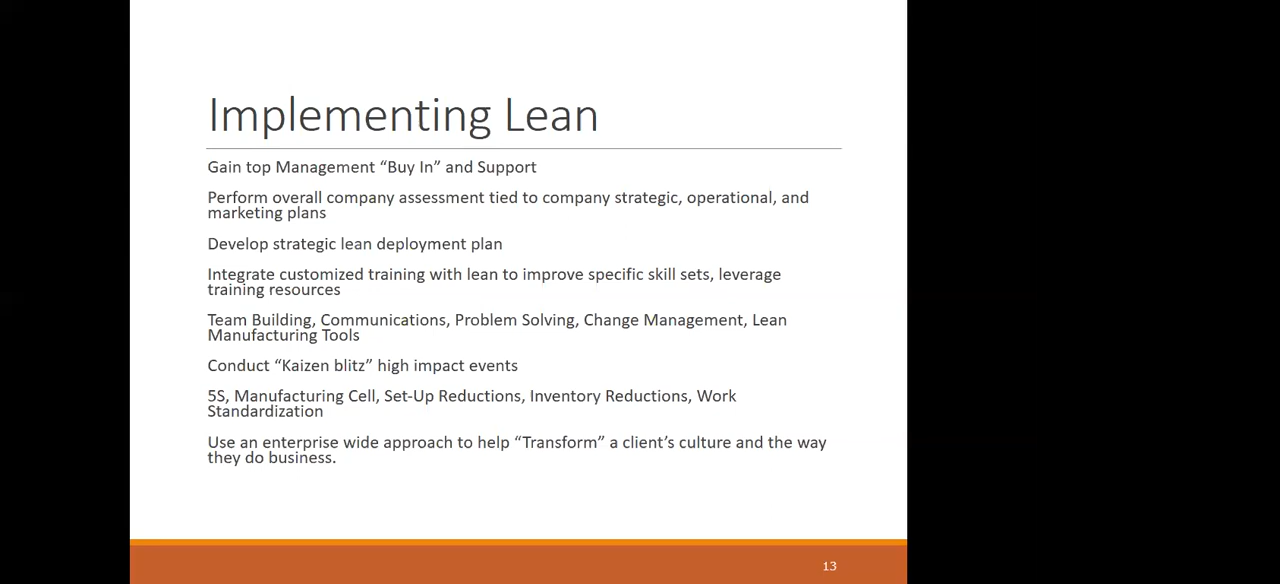 Implementing Lean
Gain top Management “Buy In” and Support
Perform overall company assessment tied to company strategic, operational, and
marketing plans
Develop strategic lean deployment plan
Integrate customized training with lean to improve specific skill sets, leverage
training resources
Team Building, Communications, Problem Solving, Change Management, Lean
Manufacturing Tools
Conduct “Kaizen blitz” high impact events
5S, Manufacturing Cell, Set-Up Reductions, Inventory Reductions, Work
Standardization
Use an enterprise wide approach to help “Transform” a client’s culture and the way
they do business.
13